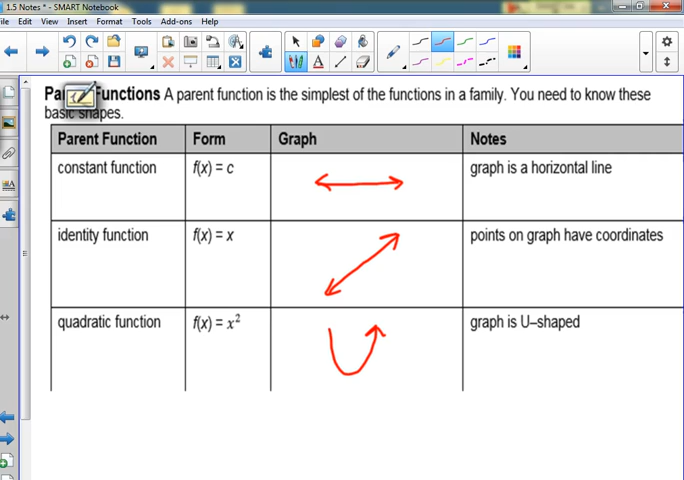 1.5 Notes * - SMART Notebook
Edit View Insert Format Tools Add-ons Help
Functions A parent function is the simplest of the functions in a family. You need to know these
basic shapes.
Parent Function Form Graph Notes
constant function f(x) = c graph is a horizontal line
identity function f(x) = x points on graph have coordinates
quadratic function f(x) = x² graph is U–shaped